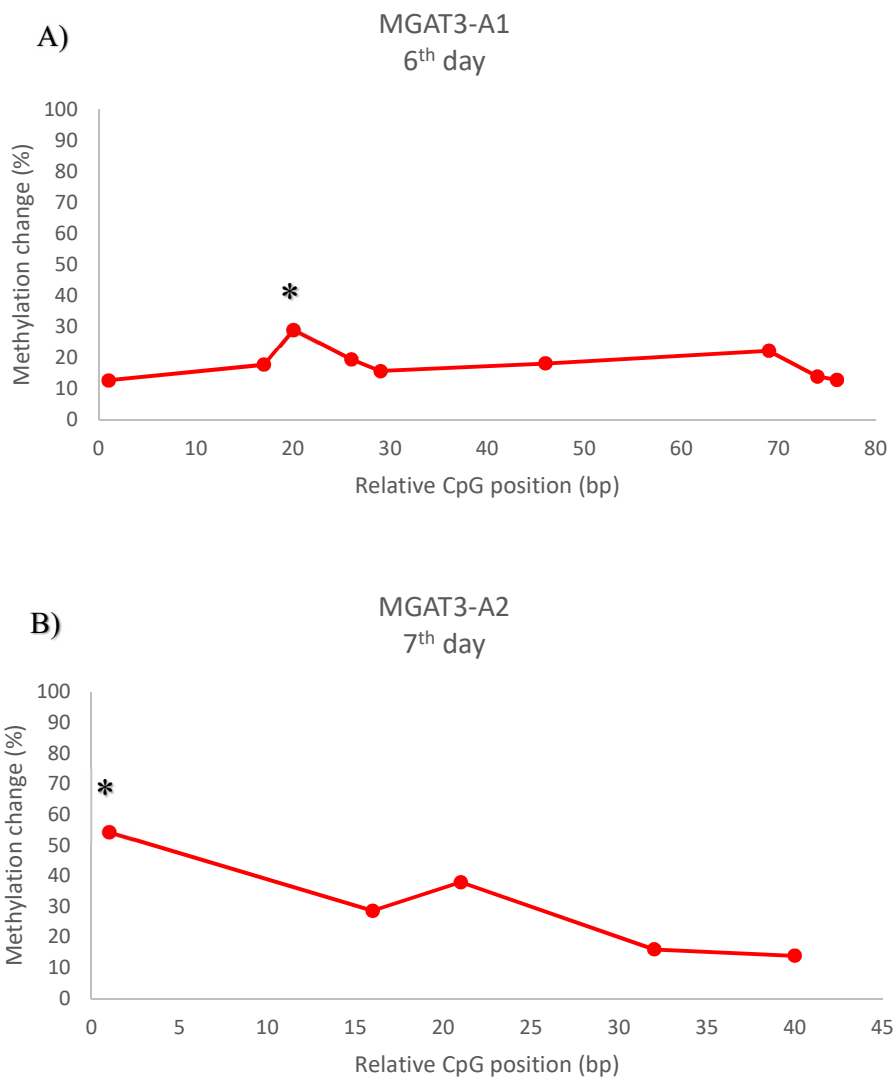 A)
MGAT3-A1
6th day
Methylation change (%)
100
90
80
70
60
50
40
30
20
10
0
*
0 10 20 30 40 50 60 70 80
Relative CpG position (bp)
B)
MGAT3-A2
7th day
Methylation change (%)
100
90
80
70
60
50
40
30
20
10
0
*
0 5 10 15 20 25 30 35 40 45
Relative CpG position (bp)